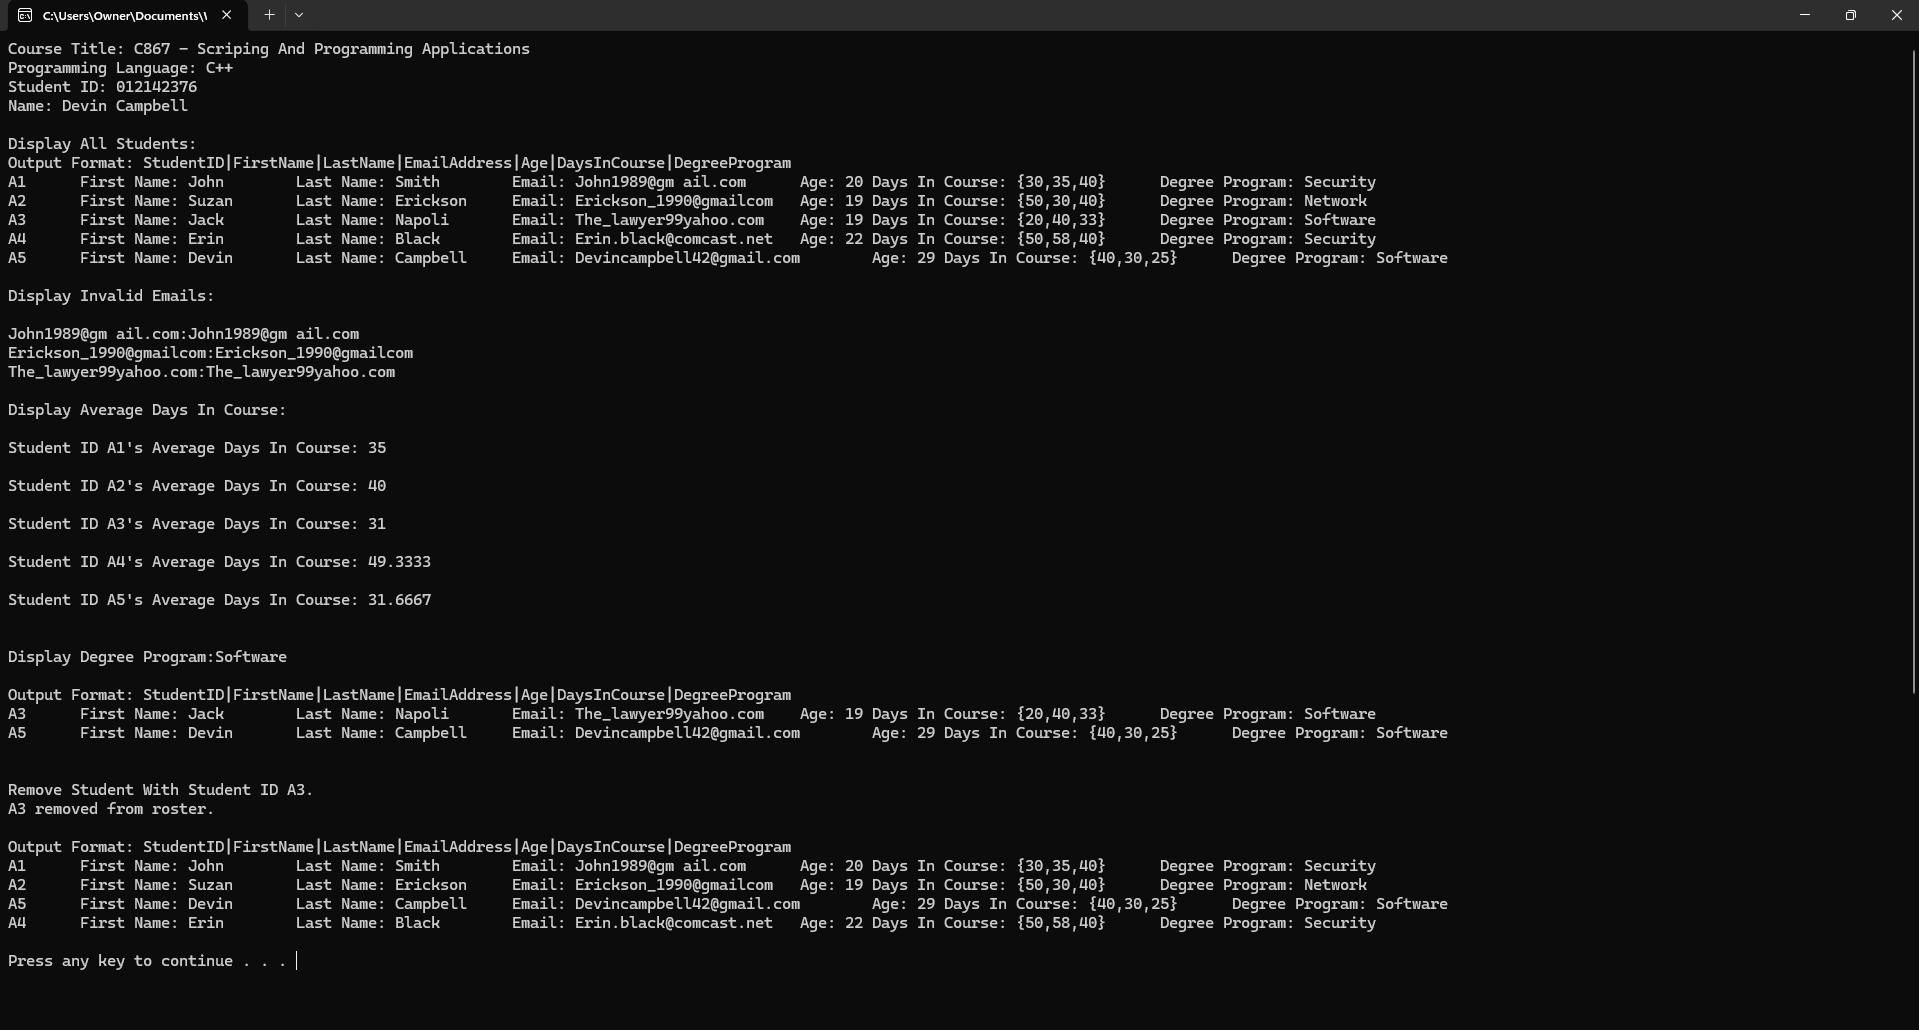 C:\Users\Owner\Documents\\
Course Title: C867 - Scriping And Programming Applications
Programming Language: C++
Student ID: 012142376
Name: Devin Campbell
Display All Students:
Output Format: StudentID|FirstName|LastName|EmailAddress|Age|DaysInCourse|DegreeProgram
A1 First Name: John Last Name: Smith Email: John1989@gm ail.com Age: 20 Days In Course: {30,35,40} Degree Program: Security
A2 First Name: Suzan Last Name: Erickson Email: Erickson_1990@gmailcom Age: 19 Days In Course: {50,30,40} Degree Program: Network
A3 First Name: Jack Last Name: Napoli Email: The_lawyer99yahoo.com Age: 19 Days In Course: {20,40,33} Degree Program: Software
A4 First Name: Erin Last Name: Black Email: Erin.black@comcast.net Age: 22 Days In Course: {50,58,40} Degree Program: Security
A5 First Name: Devin Last Name: Campbell Email: Devincampbell42@gmail.com Age: 29 Days In Course: {40,30,25} Degree Program: Software
Display Invalid Emails:
John1989@gm ail.com:John1989@gm ail.com
Erickson_1990@gmailcom:Erickson_1990@gmailcom
The_lawyer99yahoo.com:The_lawyer99yahoo.com
Display Average Days In Course:
Student ID A1's Average Days In Course: 35
Student ID A2's Average Days In Course: 40
Student ID A3's Average Days In Course: 31
Student ID A4's Average Days In Course: 49.3333
Student ID A5's Average Days In Course: 31.6667
Display Degree Program:Software
Output Format: StudentID|FirstName|LastName|EmailAddress|Age|DaysInCourse|DegreeProgram
A3 First Name: Jack Last Name: Napoli Email: The_lawyer99yahoo.com Age: 19 Days In Course: {20,40,33} Degree Program: Software
A5 First Name: Devin Last Name: Campbell Email: Devincampbell42@gmail.com Age: 29 Days In Course: {40,30,25} Degree Program: Software
Remove Student With Student ID A3.
A3 removed from roster.
Output Format: StudentID|FirstName|LastName|EmailAddress|Age|DaysInCourse|DegreeProgram
A1 First Name: John Last Name: Smith Email: John1989@gm ail.com Age: 20 Days In Course: {30,35,40} Degree Program: Security
A2 First Name: Suzan Last Name: Erickson Email: Erickson_1990@gmailcom Age: 19 Days In Course: {50,30,40} Degree Program: Network
A5 First Name: Devin Last Name: Campbell Email: Devincampbell42@gmail.com Age: 29 Days In Course: {40,30,25} Degree Program: Software
A4 First Name: Erin Last Name: Black Email: Erin.black@comcast.net Age: 22 Days In Course: {50,58,40} Degree Program: Security
Press any key to continue . . .